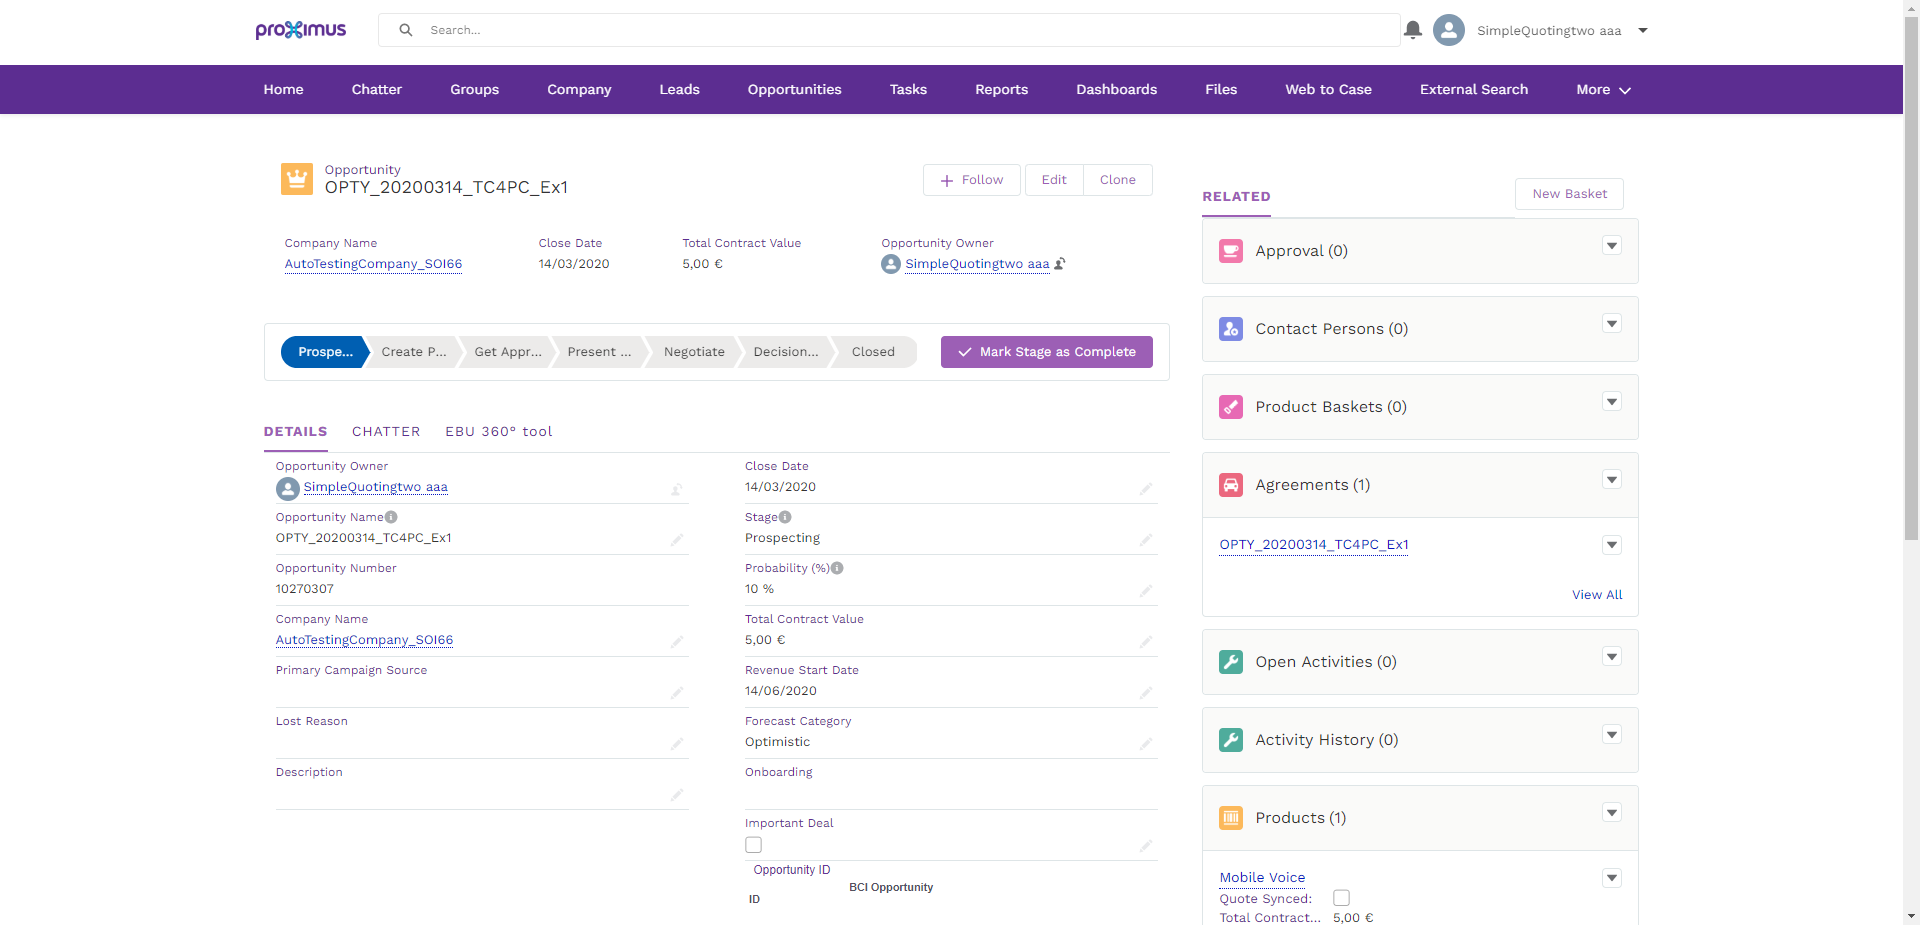 proximus
Search...
SimpleQuotingtwo aaa
Home Chatter Groups Company Leads Opportunities Tasks Reports Dashboards Files Web to Case External Search More
Opportunity
OPTY_20200314_TC4PC_Ex1
Follow Edit Clone
Company Name Close Date Total Contract Value Opportunity Owner
AutoTestingCompany_SOI66 14/03/2020 5,00 € SimpleQuotingtwo aaa
Prospe... Create P... Get Appr... Present ... Negotiate Decision... Closed Mark Stage as Complete
DETAILS CHATTER EBU 360° tool
Opportunity Owner
SimpleQuotingtwo aaa
Opportunity Name
OPTY_20200314_TC4PC_Ex1
Opportunity Number
10270307
Company Name
AutoTestingCompany_SOI66
Primary Campaign Source
Lost Reason
Description
Close Date
14/03/2020
Stage
Prospecting
Probability (%)
10 %
Total Contract Value
5,00 €
Revenue Start Date
14/06/2020
Forecast Category
Optimistic
Onboarding
Important Deal
Opportunity ID
BCI Opportunity
ID
RELATED New Basket
Approval (0)
Contact Persons (0)
Product Baskets (0)
Agreements (1)
OPTY_20200314_TC4PC_Ex1
View All
Open Activities (0)
Activity History (0)
Products (1)
Mobile Voice
Quote Synced:
Total Contract... 5,00 €